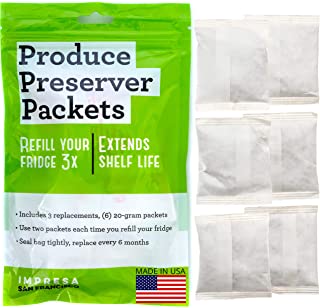 Produce
Preserver
Packets
REFILL YOUR
FRIDGE 3X
EXTENDS
SHELF LIFE
• Includes 3 replacements, (6) 20-gram packets
• Use two packets each time you refill your fridge
• Seal bag tightly, replace every 6 months
IMPRESA
SAN FRANCISCO
MADE IN USA